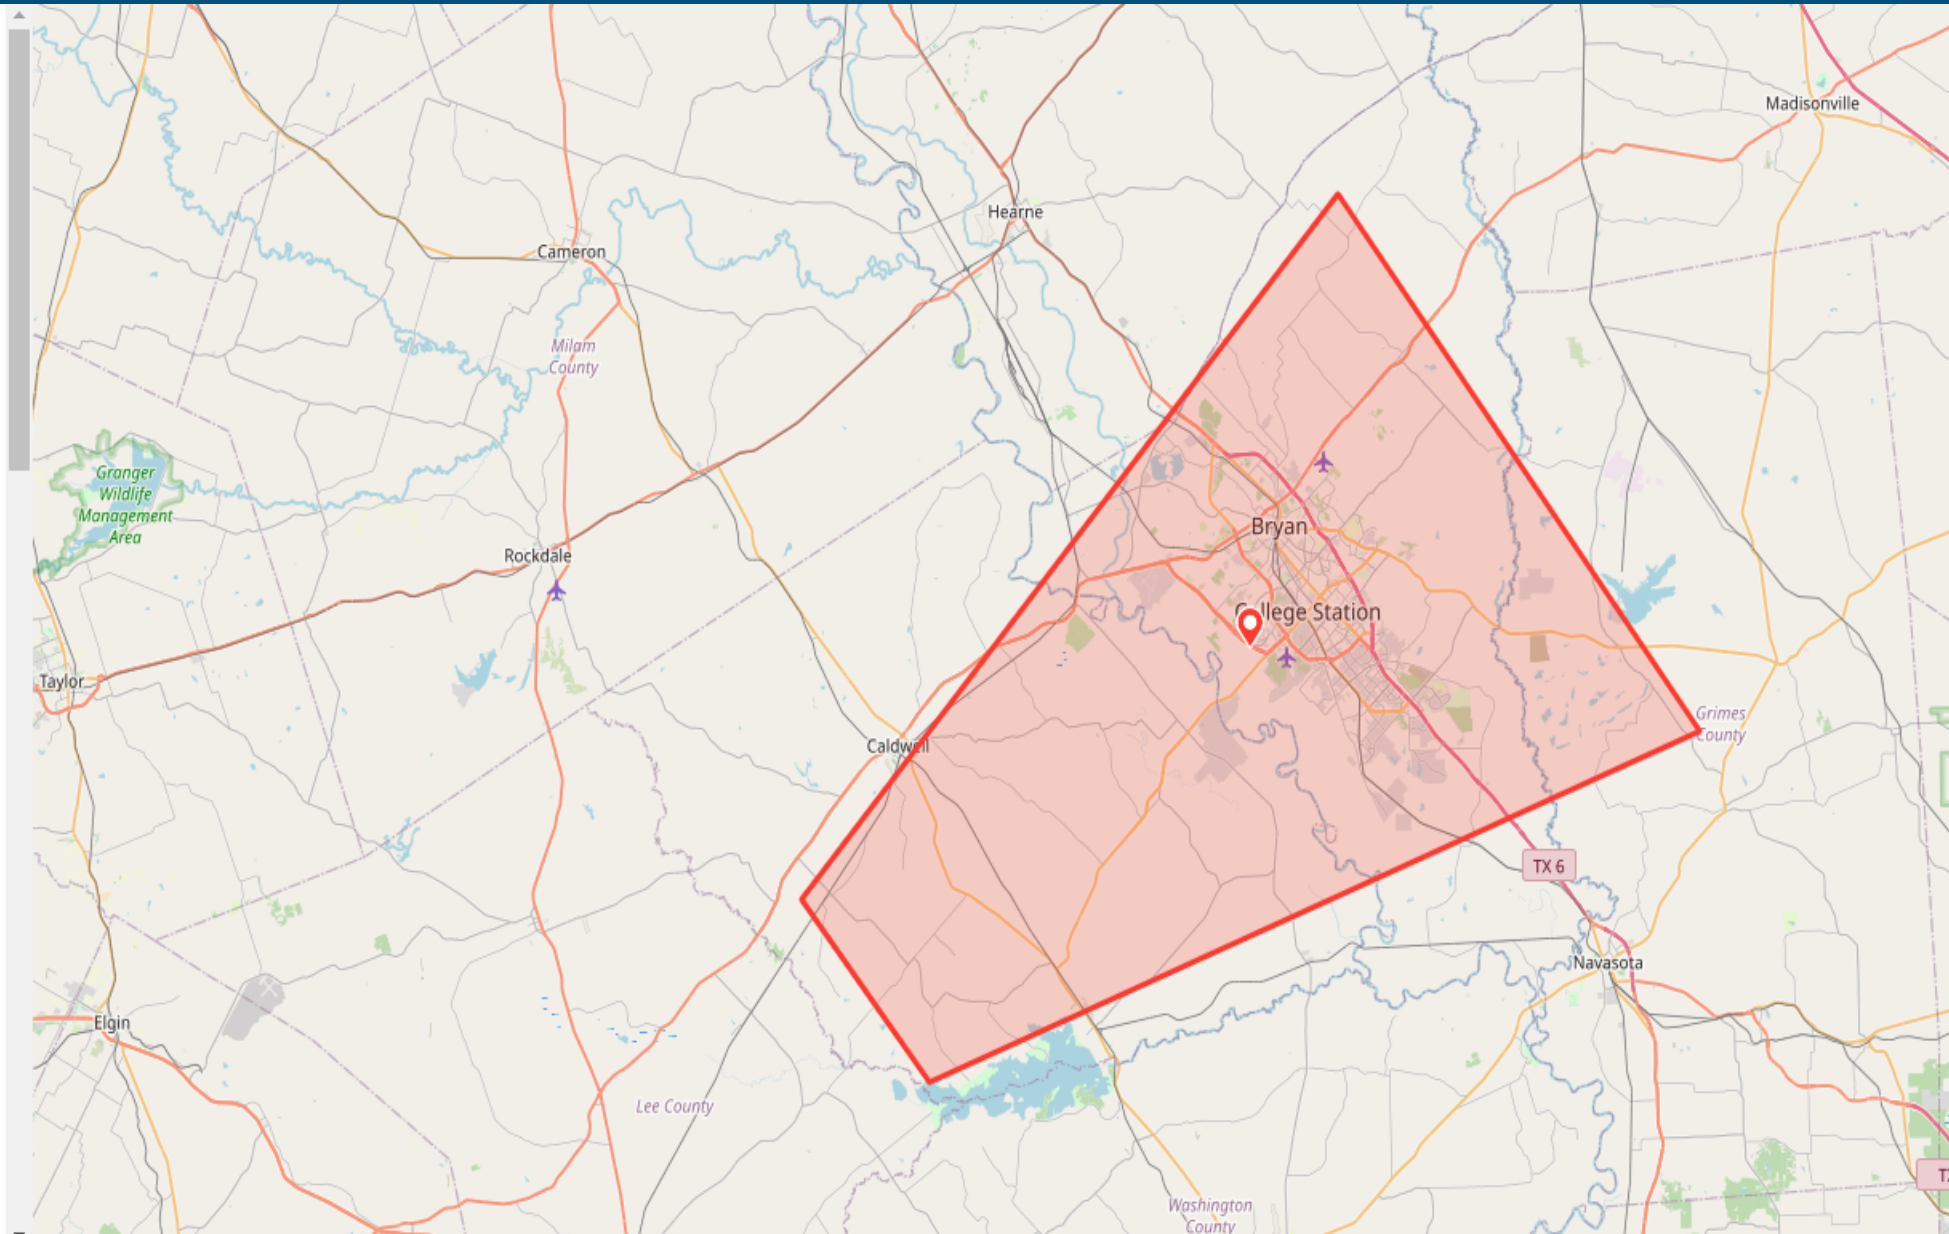 Madisonville
Hearne
Cameron
Milam
County
Granger
Wildlife
Management
Area
Bryan
Rockdale
College Station
Taylor
Grimes
County
Caldwell
TX 6
Navasota
Elgin
Lee County
Washington
County